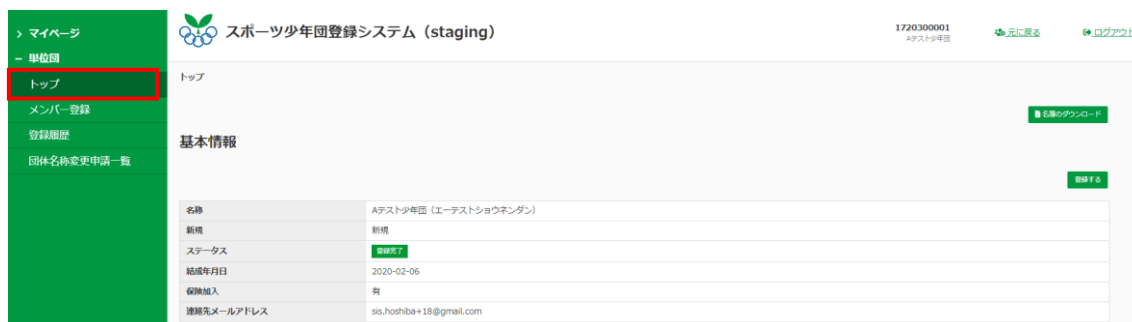 マイページ
単位団
トップ
メンバー登録
登録履歴
団体名称変更申請一覧
スポーツ少年団登録システム（staging）
1720300001
Aテスト少年団
元に戻る
ログアウト
トップ
名簿のダウンロード
基本情報
登録する
名称 Aテスト少年団（エーテストショウネンダン）
新規 新規
ステータス 登録完了
結成年月日 2020-02-06
保険加入 有
連絡先メールアドレス sis.hoshiba+18@gmail.com